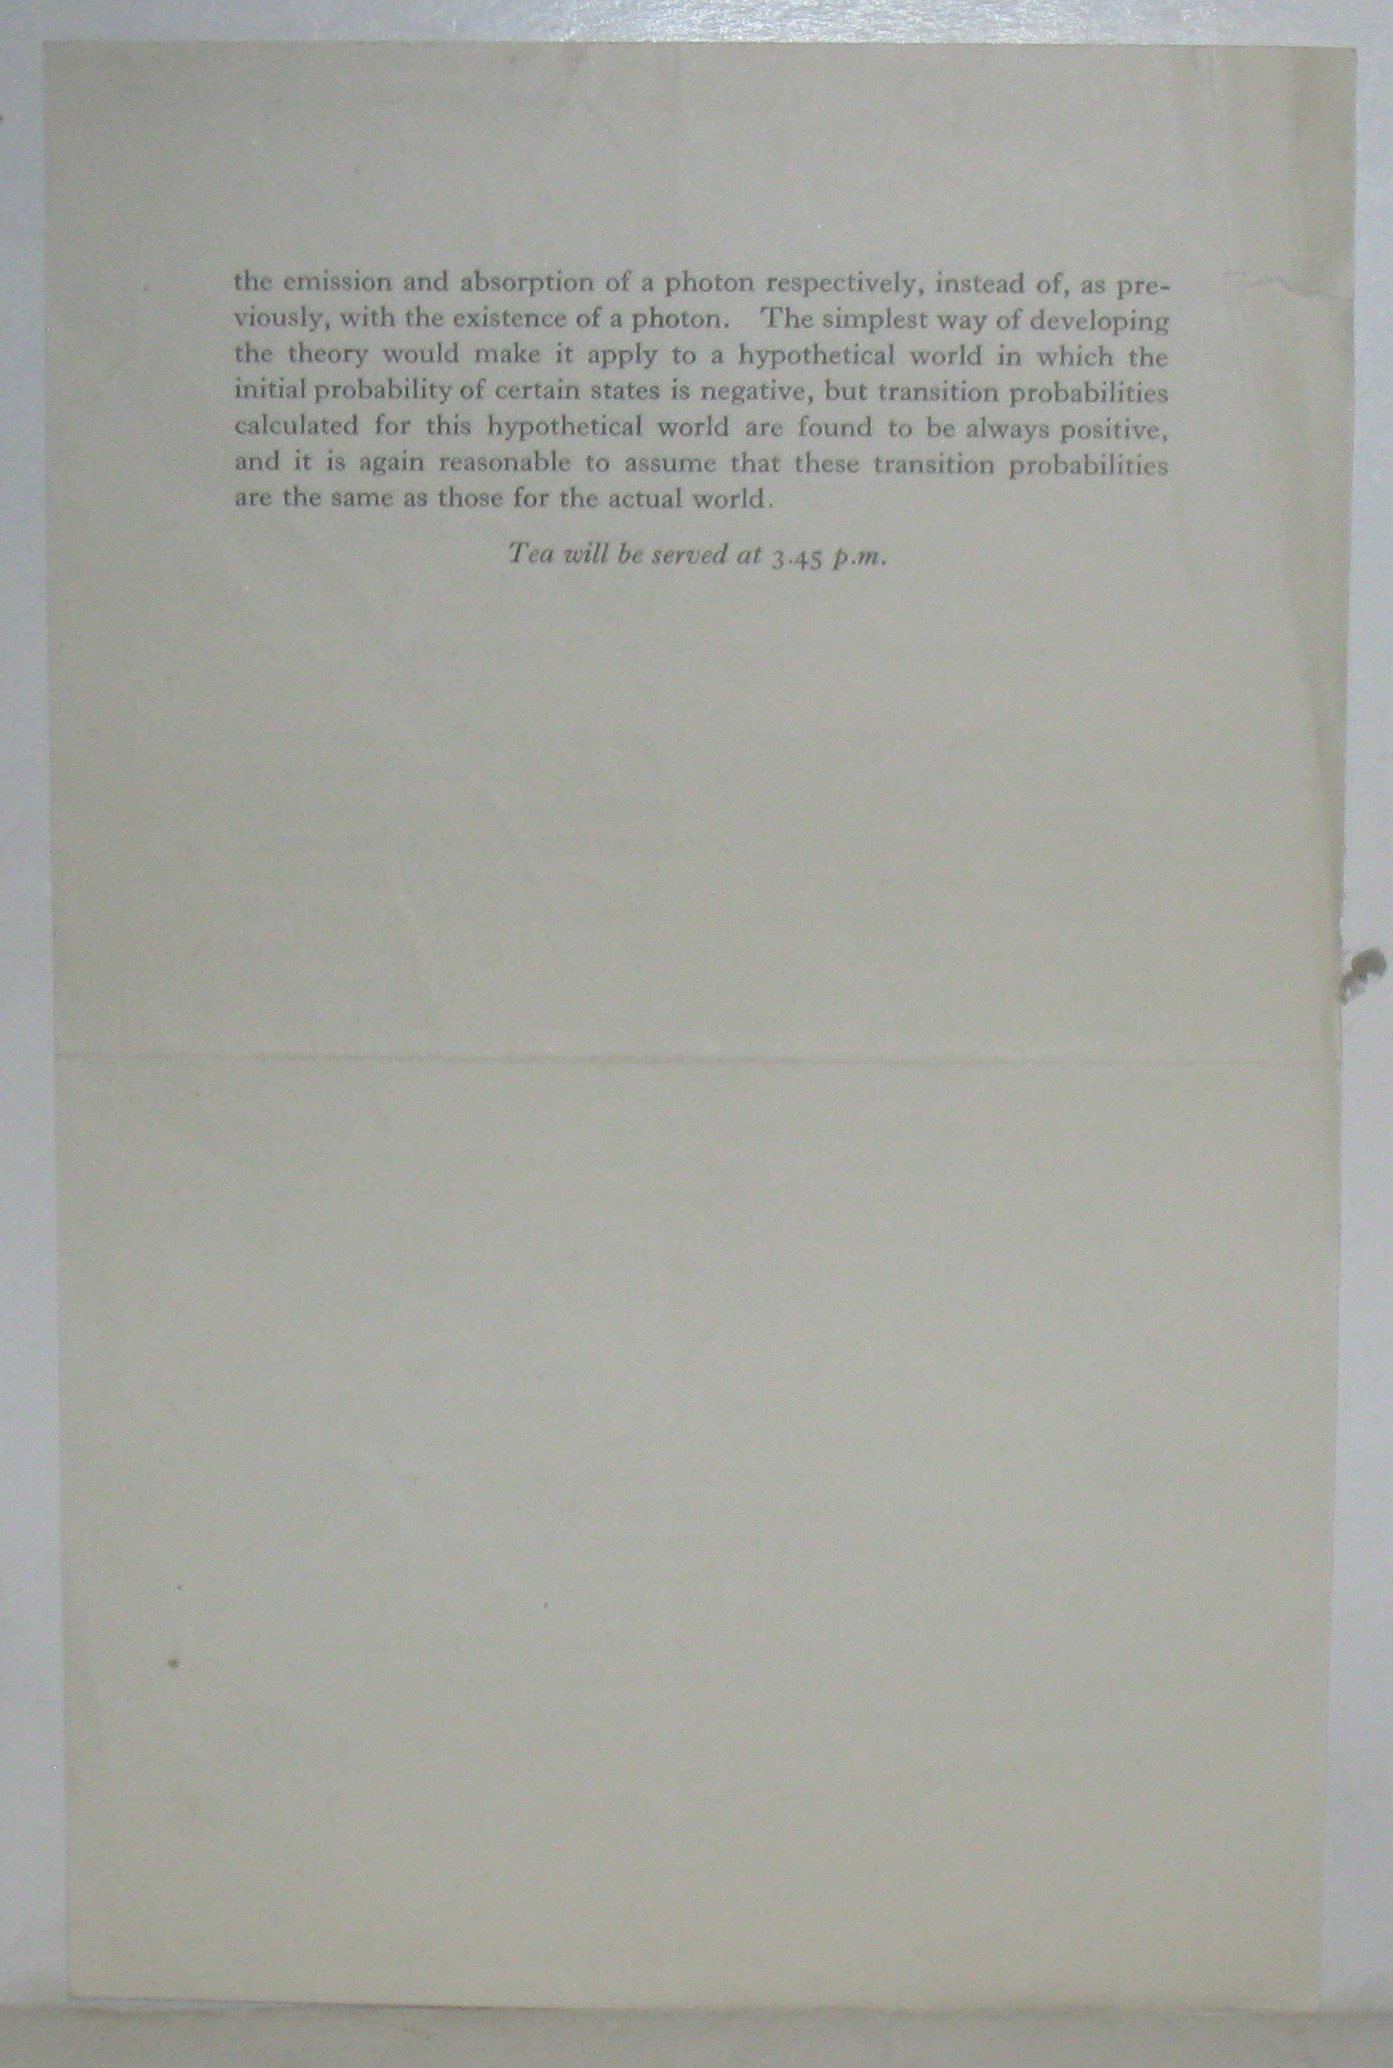 the emission and absorption of a photon respectively, instead of, as pre-
viously, with the existence of a photon. The simplest way of developing
the theory would make it apply to a hypothetical world in which the
initial probability of certain states is negative, but transition probabilities
calculated for this hypothetical world are found to be always positive,
and it is again reasonable to assume that these transition probabilities
are the same as those for the actual world.
Tea will be served at 3.45 p.m.